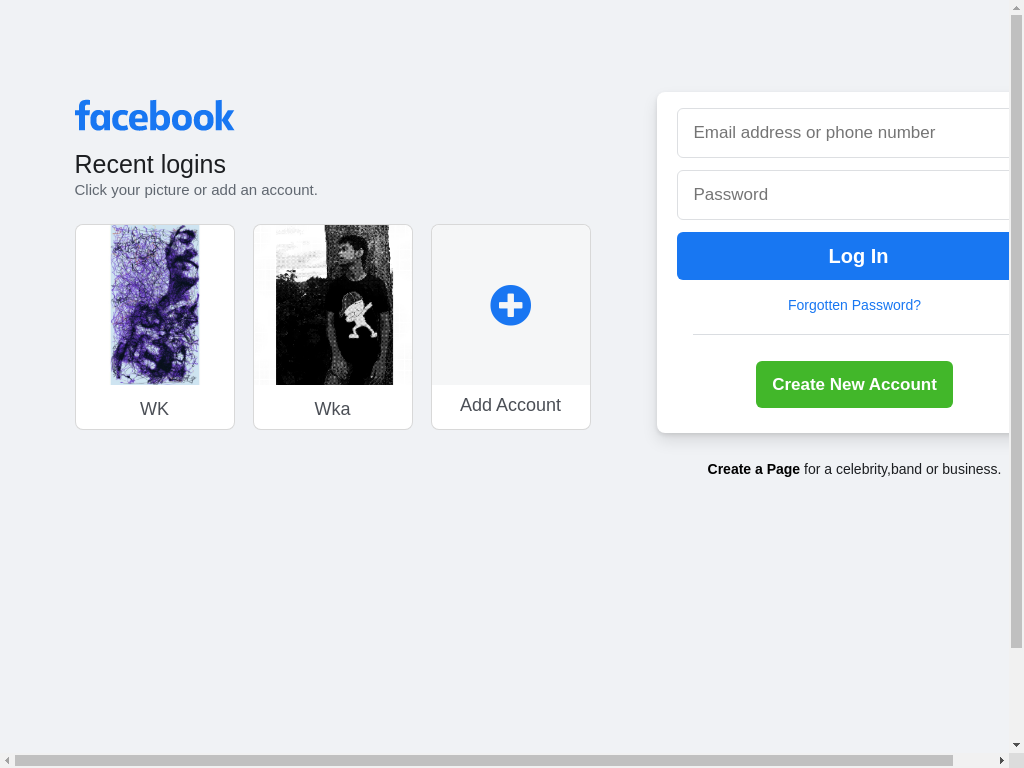 facebook
Recent logins
Click your picture or add an account.
WK
Wka
Add Account
Email address or phone number
Password
Log In
Forgotten Password?
Create New Account
Create a Page for a celebrity,band or business.